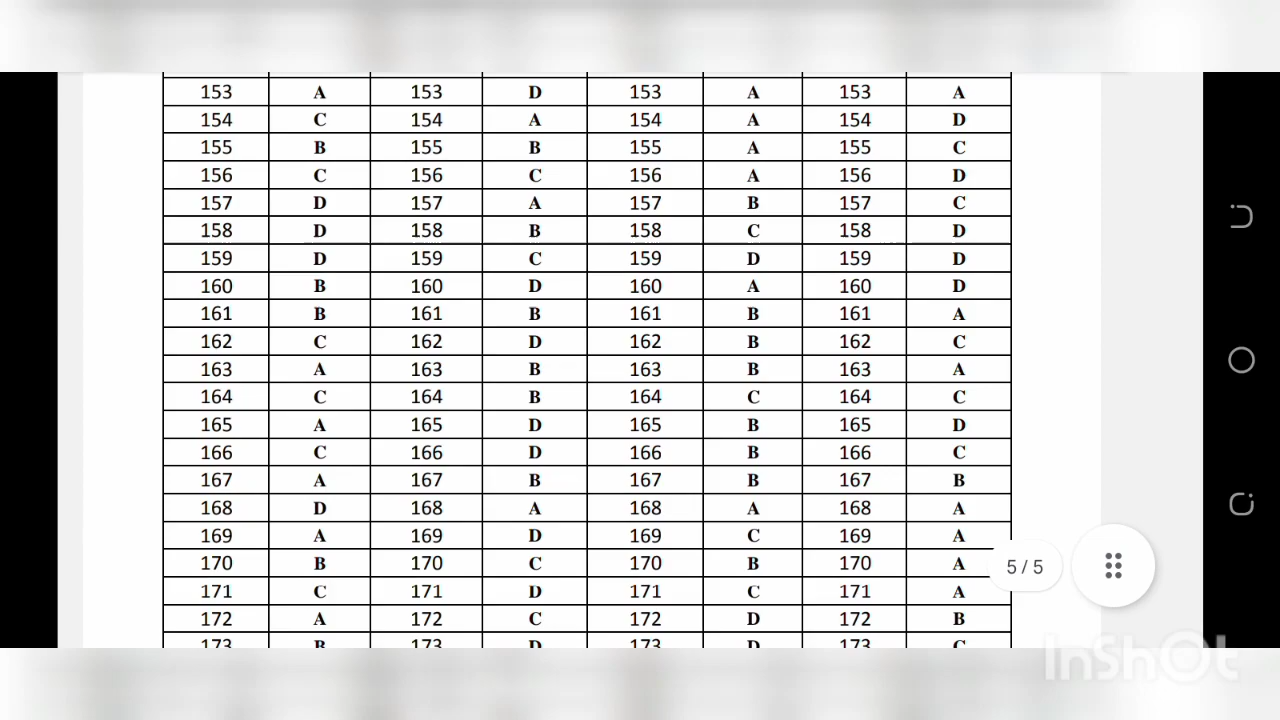 153 A 153 D 153 A 153 A
154 C 154 A 154 A 154 D
155 B 155 B 155 A 155 C
156 C 156 C 156 A 156 D
157 D 157 A 157 B 157 C
158 D 158 B 158 C 158 D
159 D 159 C 159 D 159 D
160 B 160 D 160 A 160 D
161 B 161 B 161 B 161 A
162 C 162 D 162 B 162 C
163 A 163 B 163 B 163 A
164 C 164 B 164 C 164 C
165 A 165 D 165 B 165 D
166 C 166 D 166 B 166 C
167 A 167 B 167 B 167 B
168 D 168 A 168 A 168 A
169 A 169 D 169 C 169 A
170 B 170 C 170 B 170 A
5 / 5
171 C 171 D 171 C 171 A
172 A 172 C 172 D 172 B
173 B 173 D 173 D 173 C
InShOt